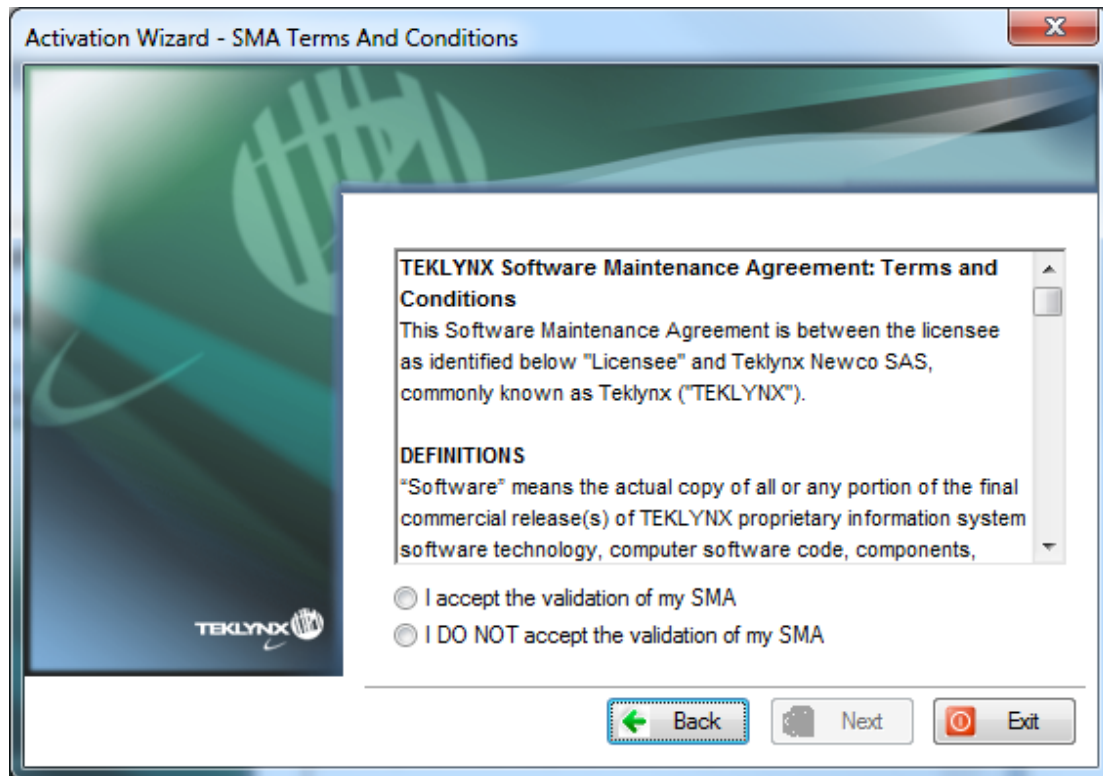 Activation Wizard - SMA Terms And Conditions
TEKLYNX Software Maintenance Agreement: Terms and
Conditions
This Software Maintenance Agreement is between the licensee
as identified below "Licensee" and Teklynx Newco SAS,
commonly known as Teklynx ("TEKLYNX").
DEFINITIONS
“Software” means the actual copy of all or any portion of the final
commercial release(s) of TEKLYNX proprietary information system
software technology, computer software code, components,
I accept the validation of my SMA
I DO NOT accept the validation of my SMA
TEKLYNX
Back
Next
Exit